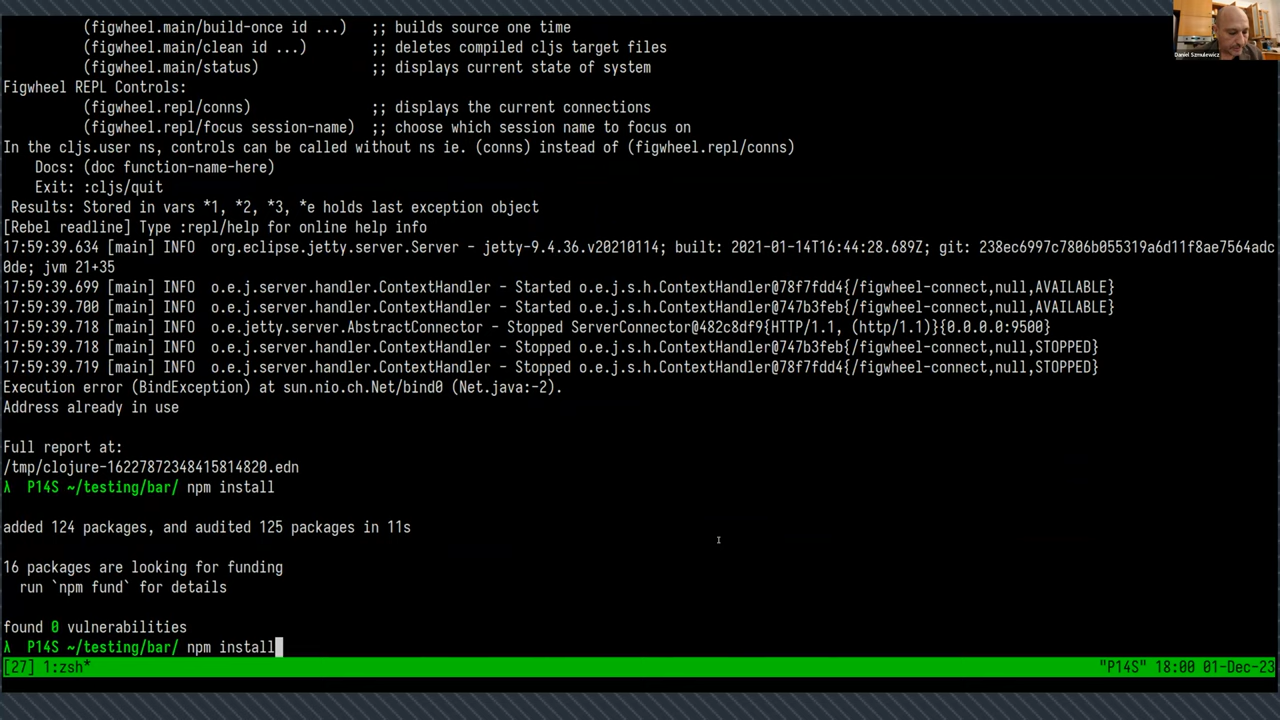 (figwheel.main/build-once id ...)  ;; builds source one time
(figwheel.main/clean id ...)  ;; deletes compiled cljs target files
(figwheel.main/status)  ;; displays current state of system
Figwheel REPL Controls:
(figwheel.repl/conns)  ;; displays the current connections
(figwheel.repl/focus session-name)  ;; choose which session name to focus on
In the cljs.user ns, controls can be called without ns ie. (conns) instead of (figwheel.repl/conns)
Docs: (doc function-name-here)
Exit: :cljs/quit
Results: Stored in vars *1, *2, *3, *e holds last exception object
[Rebel readline] Type :repl/help for online help info
17:59:39.634 [main] INFO  org.eclipse.jetty.server.Server - jetty-9.4.36.v20210114; built: 2021-01-14T16:44:28.689Z; git: 238ec6997c7806b055319a6d11f8ae7564adc
0de; jvm 21+35
17:59:39.699 [main] INFO  o.e.j.server.handler.ContextHandler - Started o.e.j.s.h.ContextHandler@78f7fdd4{/figwheel-connect,null,AVAILABLE}
17:59:39.700 [main] INFO  o.e.j.server.handler.ContextHandler - Started o.e.j.s.h.ContextHandler@747b3feb{/figwheel-connect,null,AVAILABLE}
17:59:39.718 [main] INFO  o.e.jetty.server.AbstractConnector - Stopped ServerConnector@482c8df9{HTTP/1.1, (http/1.1)}{0.0.0.0:9500}
17:59:39.718 [main] INFO  o.e.j.server.handler.ContextHandler - Stopped o.e.j.s.h.ContextHandler@747b3feb{/figwheel-connect,null,STOPPED}
17:59:39.719 [main] INFO  o.e.j.server.handler.ContextHandler - Stopped o.e.j.s.h.ContextHandler@78f7fdd4{/figwheel-connect,null,STOPPED}
Execution error (BindException) at sun.nio.ch.Net/bind0 (Net.java:-2).
Address already in use
Full report at:
/tmp/clojure-16227872348415814820.edn
λ  P14S ~/testing/bar/ npm install
added 124 packages, and audited 125 packages in 11s
16 packages are looking for funding
run `npm fund` for details
found 0 vulnerabilities
λ  P14S ~/testing/bar/ npm install
[27] 1:zsh*
"P14S" 18:00 01-Dec-23
Daniel Szmulewicz